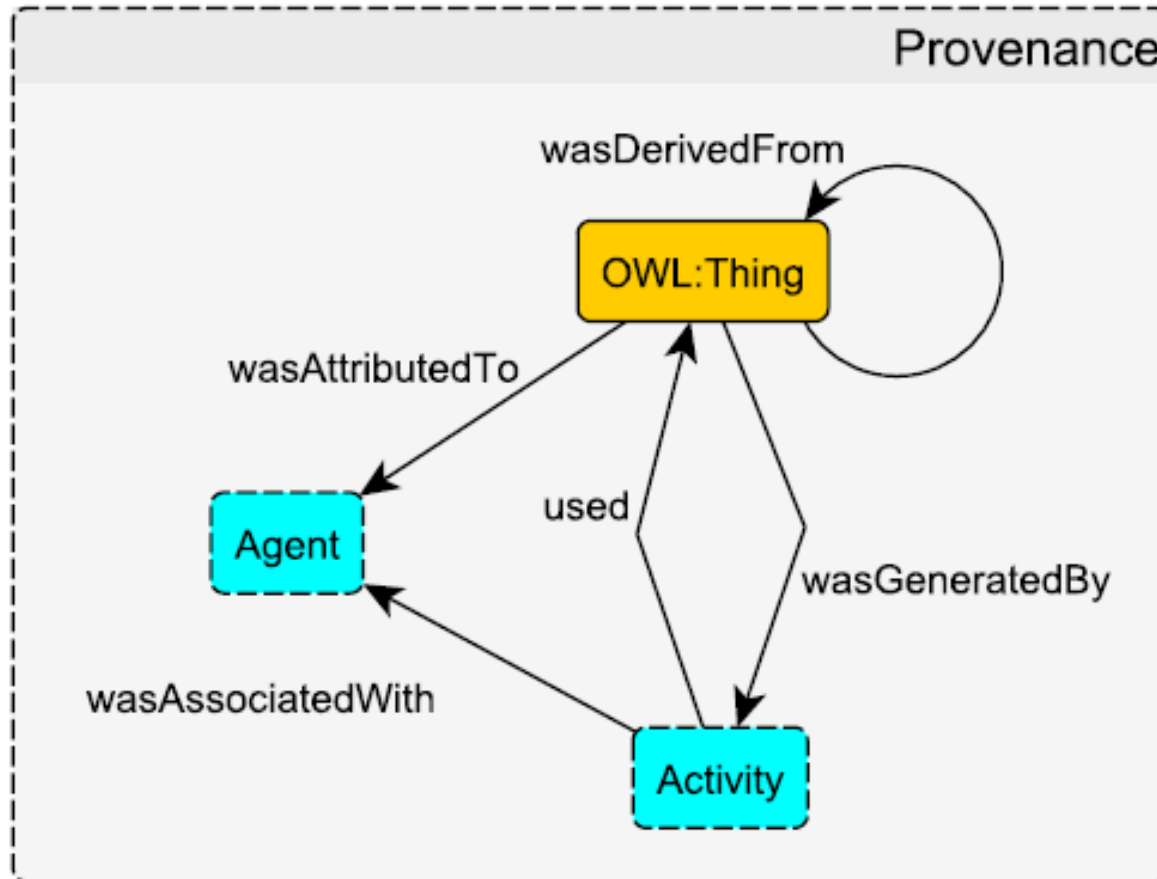 Provenance
wasDerivedFrom
OWL:Thing
wasAttributedTo
used
Agent
wasGeneratedBy
wasAssociatedWith
Activity